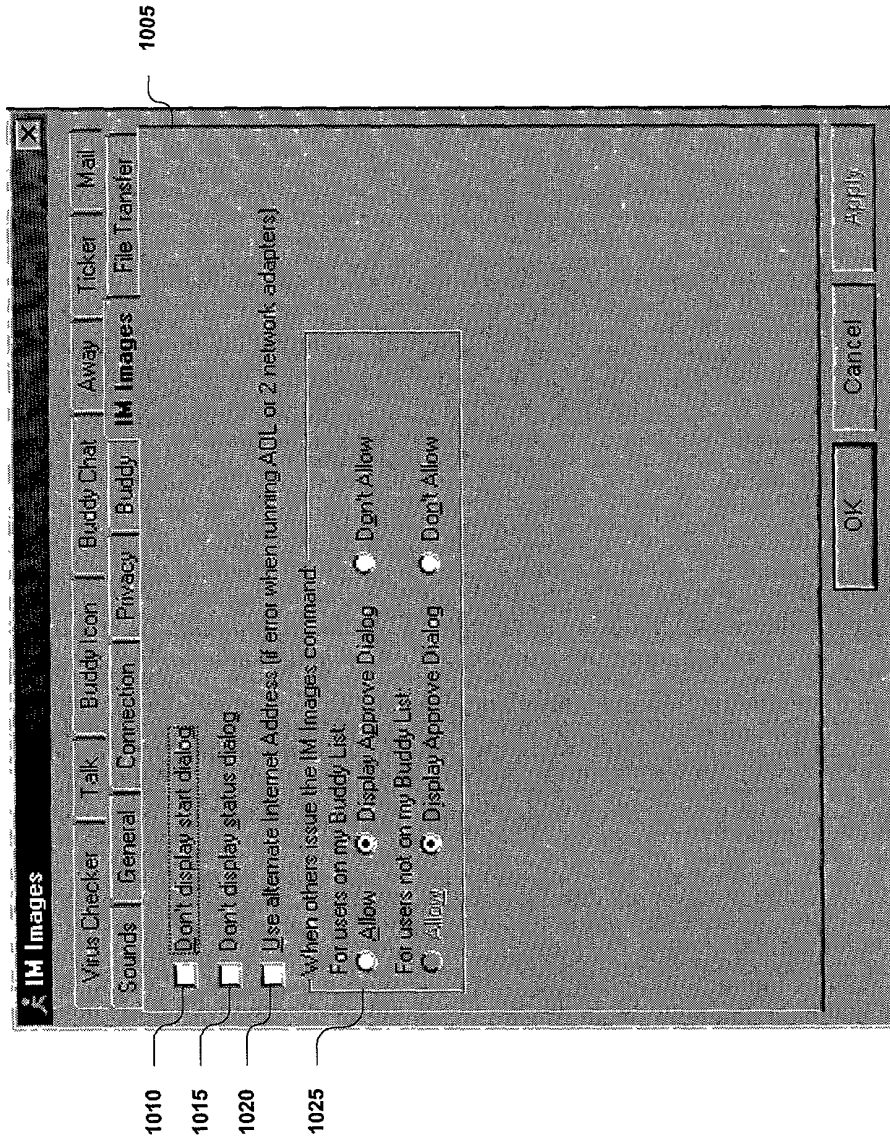 IM Images
Virus Checker Talk Buddy Icon Buddy Chat Away Ticker Mail
Sounds General Connection Privacy Buddy IM Images File Transfer
1005
1010
Don't display start dialog
1015
Don't display status dialog
1020
Use alternate Internet Address (if error when running AOL or 2 network adapters)
When others issue the IM Images command:
For users on my Buddy List:
1025
Allow Display Approve Dialog Don't Allow
For users not on my Buddy List:
Allow Display Approve Dialog Don't Allow
OK Cancel Apply